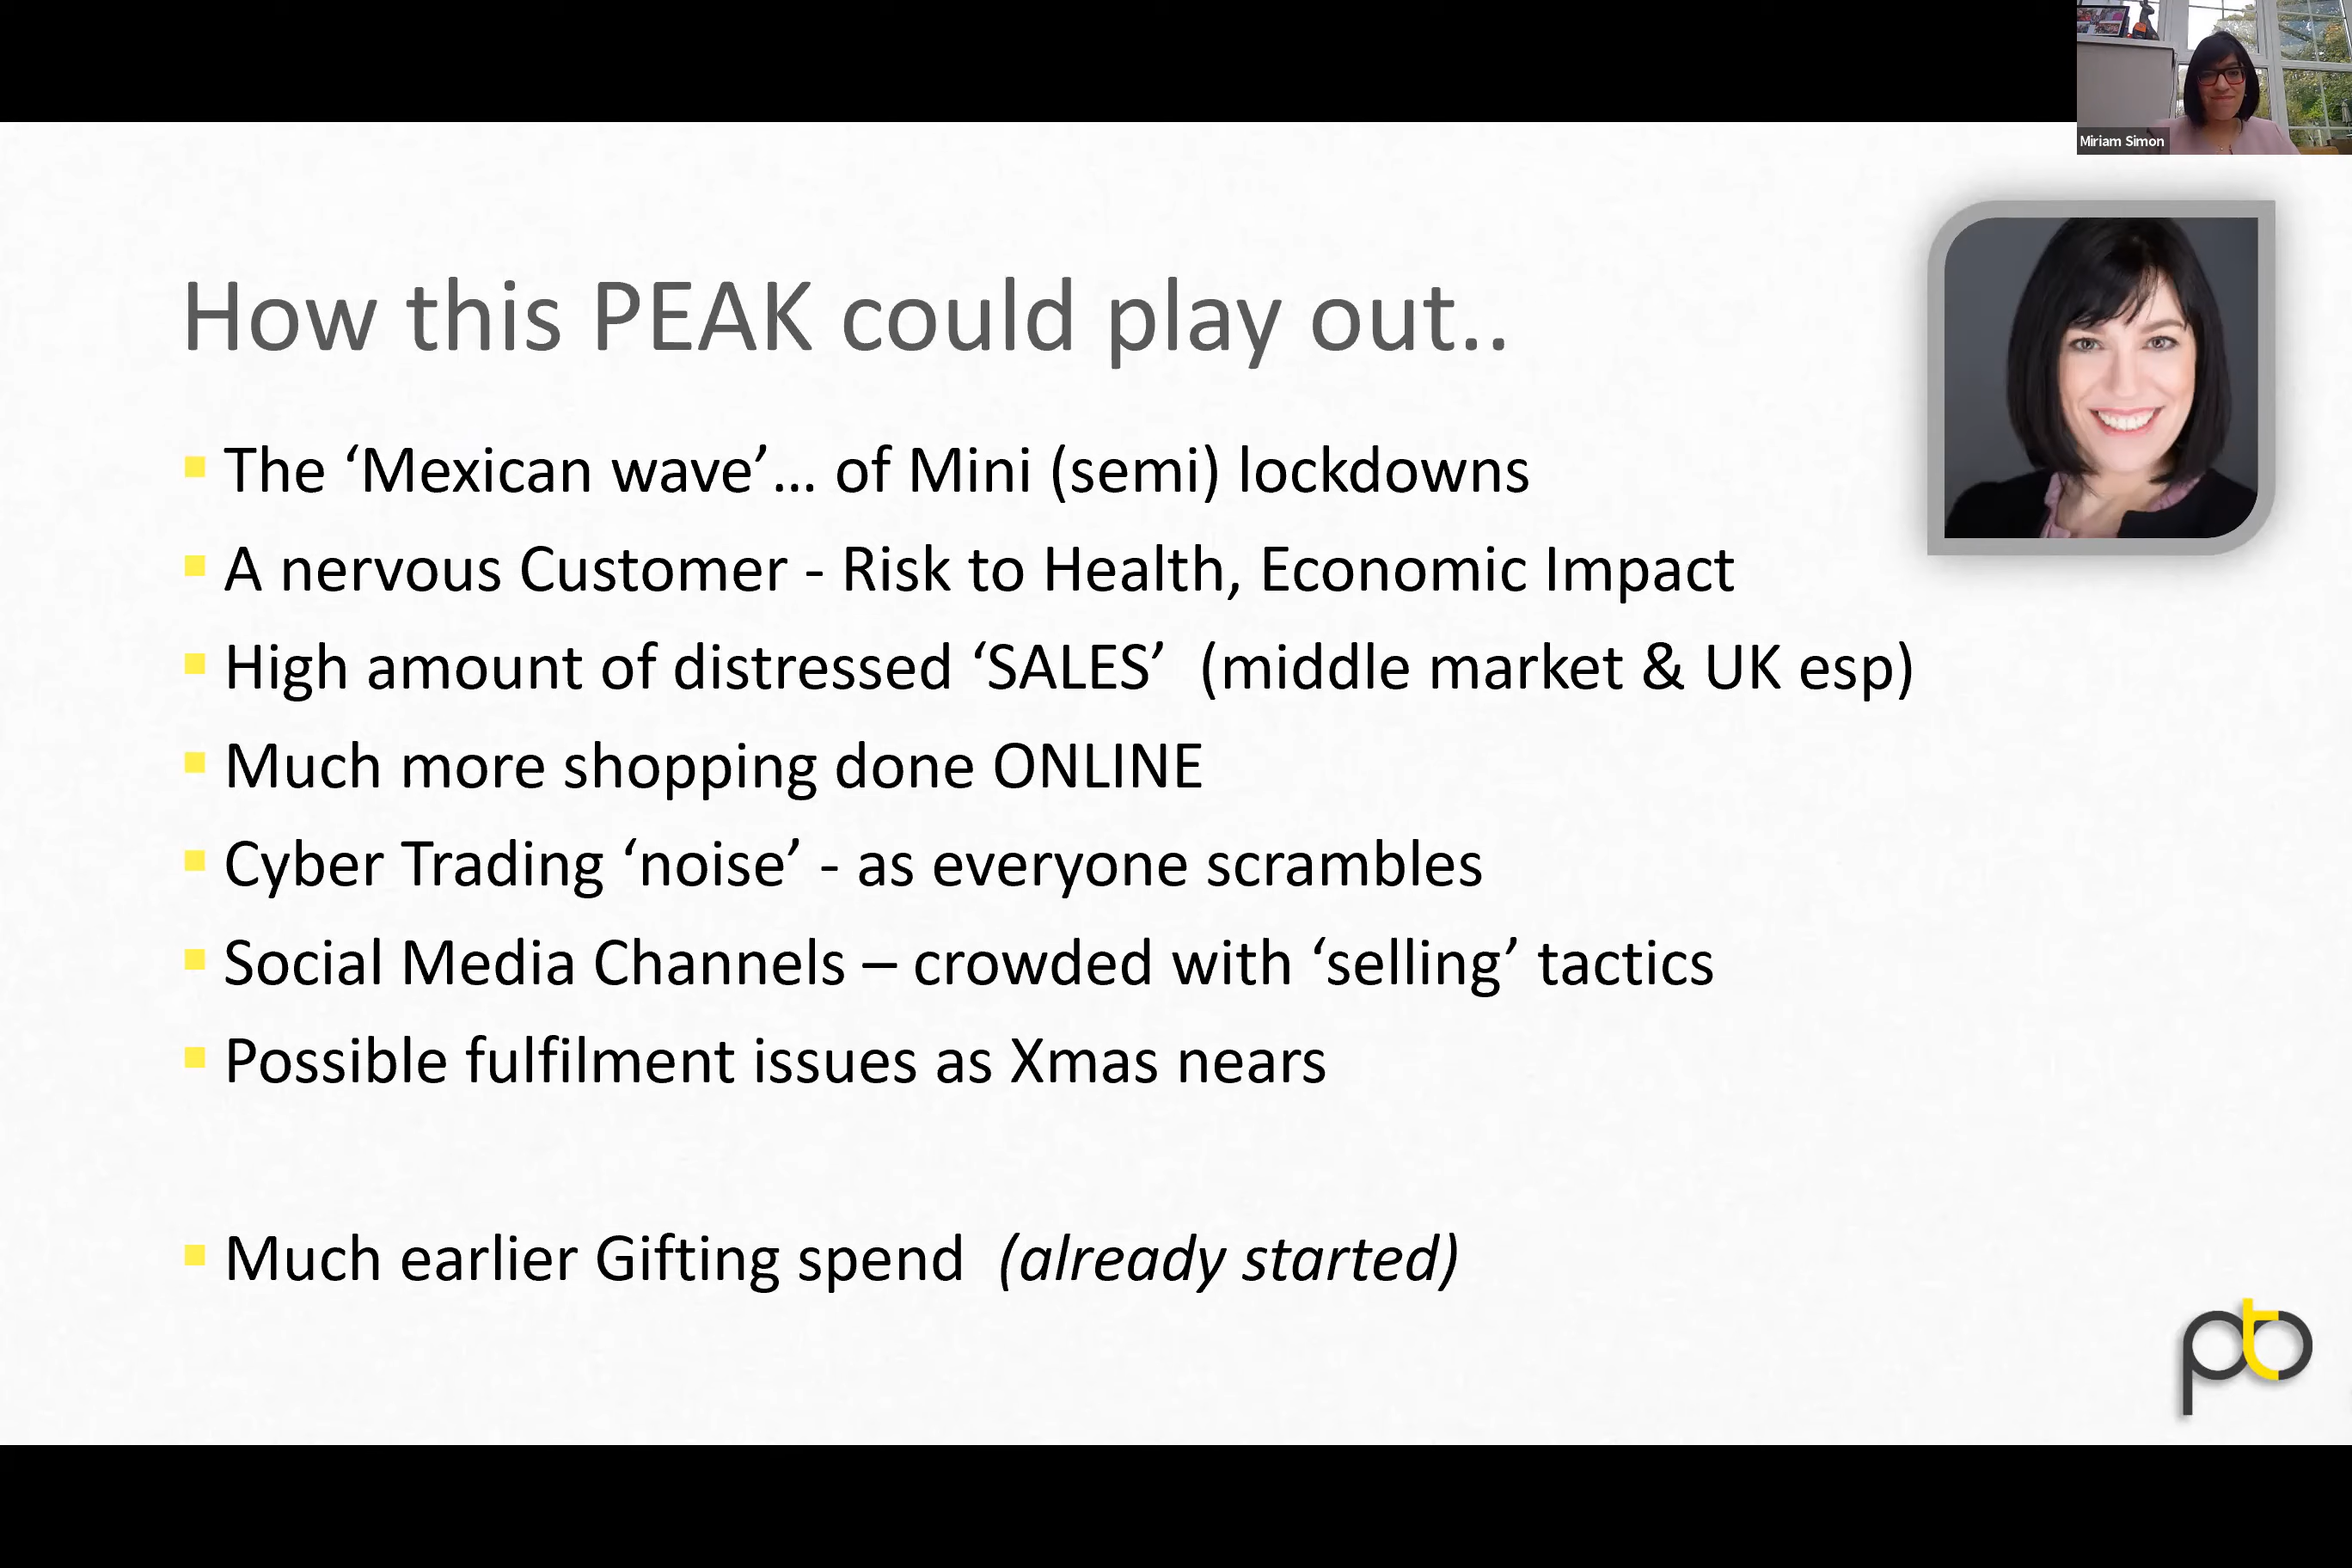 Miriam Simon
How this PEAK could play out..
The ‘Mexican wave’... of Mini (semi) lockdowns
A nervous Customer - Risk to Health, Economic Impact
High amount of distressed ‘SALES’ (middle market & UK esp)
Much more shopping done ONLINE
Cyber Trading ‘noise’ - as everyone scrambles
Social Media Channels – crowded with ‘selling’ tactics
Possible fulfilment issues as Xmas nears
Much earlier Gifting spend (already started)
ptb